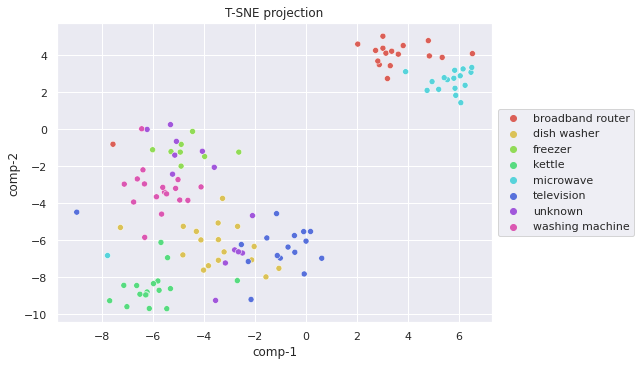 T-SNE projection
4
2
0
−2
−4
−6
−8
−10
comp-2
−8
−6
−4
−2
0
2
4
6
comp-1
broadband router
dish washer
freezer
kettle
microwave
television
unknown
washing machine